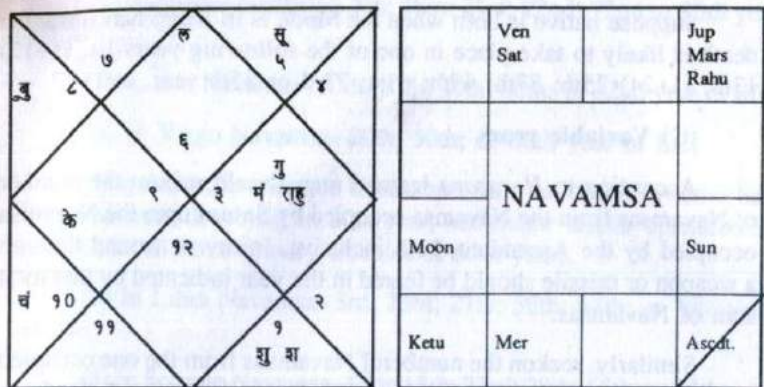 ल सू
७ ५
बु ८ ४
६
गु
३ मं राहु
के
१२
चं १० २
११ १
शु श
Ven Jup
Sat Mars
Rahu
NAVAMSA
Moon Sun
Ketu Mer Ascdt.